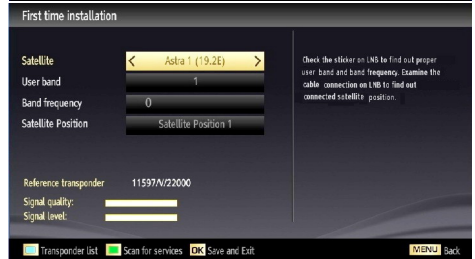 First time installation
Satellite < Astra 1 (19.2E) >
User band 1
Band frequency 0
Satellite Position Satellite Position 1
Check the sticker on LNB to find out proper
user band and band frequency. Examine the
cable connection on LNB to find out
connected satellite position.
Reference transponder 11597/V/22000
Signal quality:
Signal level:
Transponder list Scan for services OK Save and Exit MENU Back